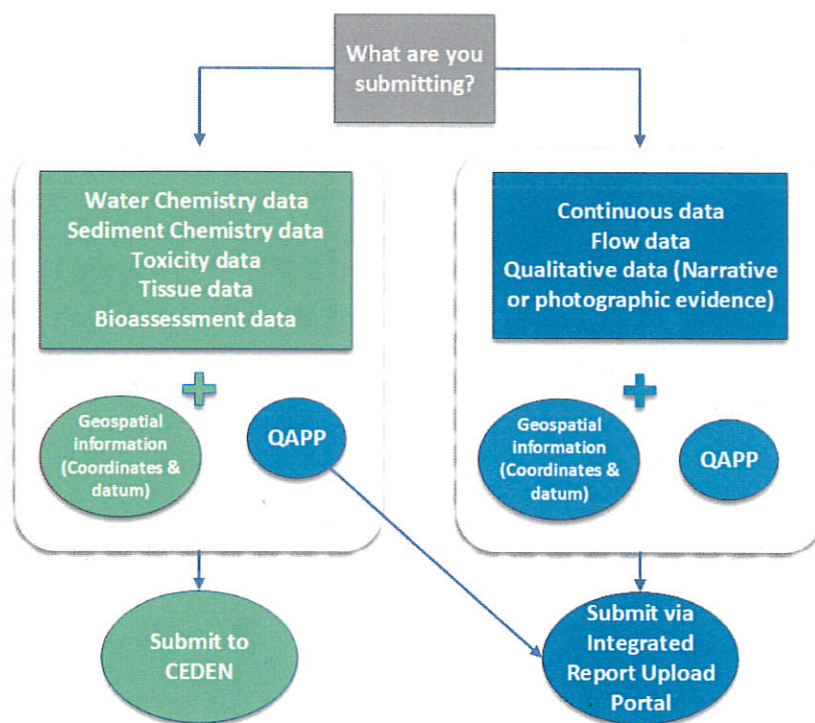 What are you
submitting?
Water Chemistry data
Sediment Chemistry data
Toxicity data
Tissue data
Bioassessment data
Continuous data
Flow data
Qualitative data (Narrative
or photographic evidence)
Geospatial
information
(Coordinates &
datum)
QAPP
Geospatial
information
(Coordinates &
datum)
QAPP
Submit to
CEDEN
Submit via
Integrated
Report Upload
Portal